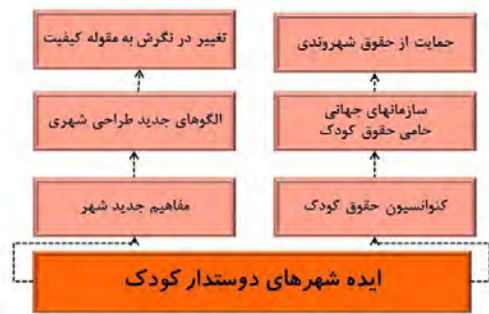 حمایت از حقوق شهروندی
تغییر در نگرش به مقوله کیفیت
سازمانهای جهانی
حامی حقوق کودک
الگوهای جدید طراحی شهری
کنوانسیون حقوق کودک
مفاهیم جدید شهر
ایده شهرهای دوستدار کودک